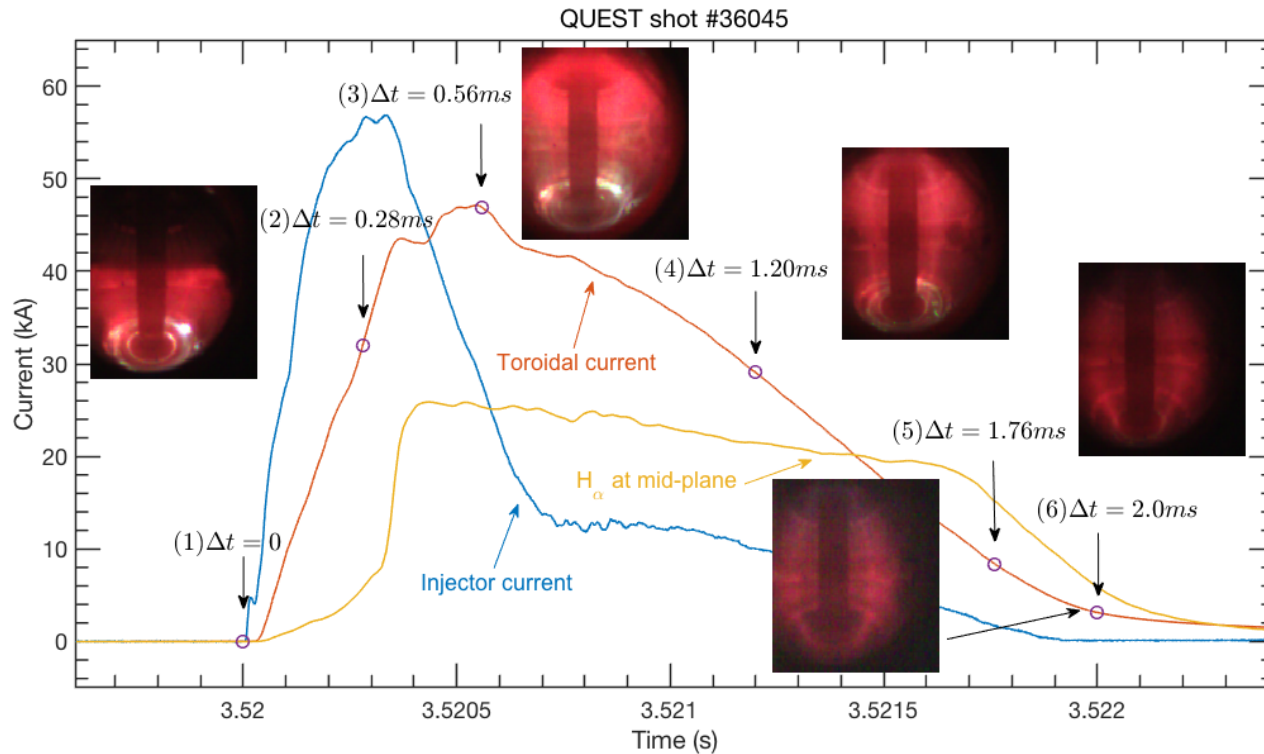 QUEST shot #36045
Current (kA)
60
50
40
30
20
10
0
(3)Δt = 0.56ms
(2)Δt = 0.28ms
(4)Δt = 1.20ms
Toroidal current
(5)Δt = 1.76ms
Hα at mid-plane
(6)Δt = 2.0ms
(1)Δt = 0
Injector current
3.52 3.5205 3.521 3.5215 3.522
Time (s)